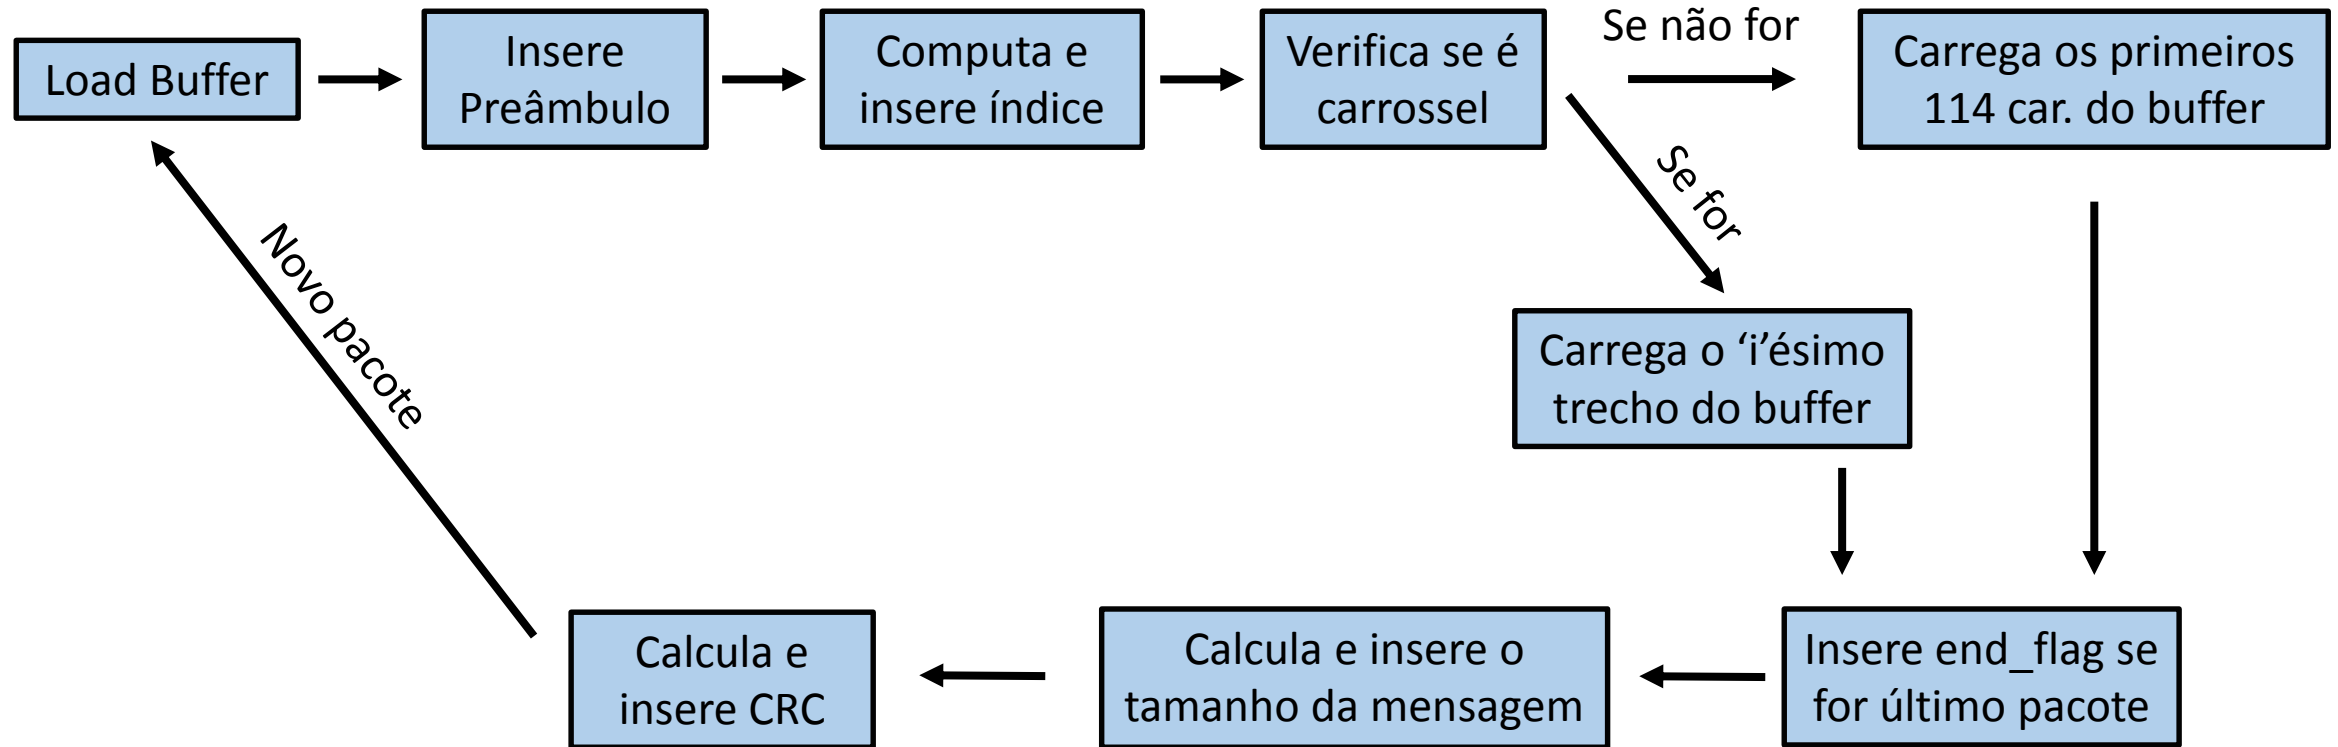 Load Buffer
Insere
Preâmbulo
Computa e
insere índice
Verifica se é
carrossel
Se não for
Carrega os primeiros
114 car. do buffer
Se for
Carrega o ‘i’ésimo
trecho do buffer
Novo pacote
Insere end_flag se
for último pacote
Calcula e insere o
tamanho da mensagem
Calcula e
insere CRC